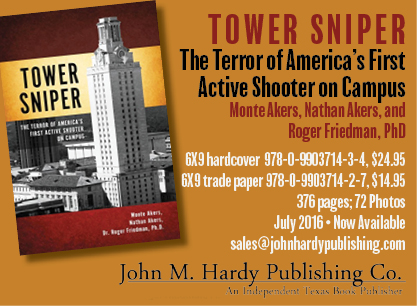 TOWER
SNIPER
THE TERROR OF AMERICA'S
FIRST ACTIVE SHOOTER
ON CAMPUS
Monte Akers,
Nathan Akers,
Dr. Roger Friedman, Ph.D.
TOWER SNIPER
The Terror of America's First
Active Shooter on Campus
Monte Akers, Nathan Akers, and
Roger Friedman, PhD
6X9 hardcover 978-0-9903714-3-4, $24.95
6X9 trade paper 978-0-9903714-2-7, $14.95
376 pages; 72 Photos
July 2016 • Now Available
sales@johnhardypublishing.com
John M. Hardy Publishing Co.
An Independent Texas Book Publisher